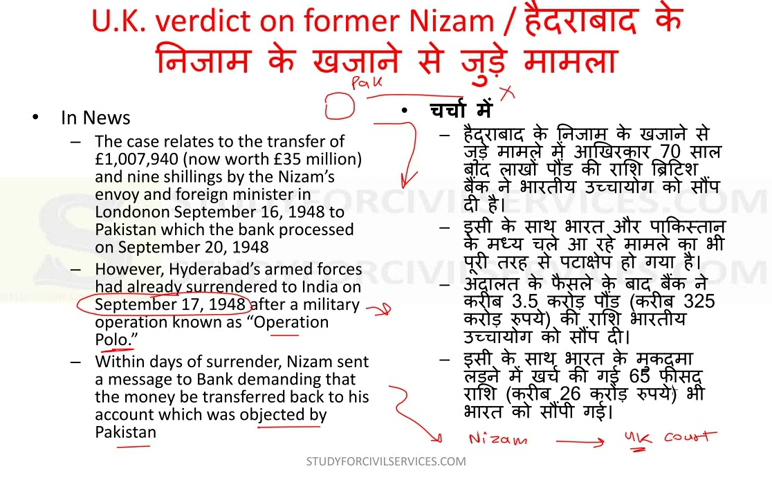 U.K. verdict on former Nizam / हैदराबाद के
निजाम के खजाने से जुड़े मामला
Pak
• In News
– The case relates to the transfer of
£1,007,940 (now worth £35 million)
and nine shillings by the Nizam's
envoy and foreign minister in
Londonon September 16, 1948 to
Pakistan which the bank processed
on September 20, 1948
– However, Hyderabad's armed forces
had already surrendered to India on
September 17, 1948 after a military
operation known as "Operation
Polo."
– Within days of surrender, Nizam sent
a message to Bank demanding that
the money be transferred back to his
account which was objected by
Pakistan
• चर्चा में
– हैदराबाद के निजाम के खजाने से
जुड़े मामले में आखिरकार 70 साल
बाद लाखों पौंड की राशि ब्रिटिश
बैंक ने भारतीय उच्चायोग को सौंप
दी है।
– इसी के साथ भारत और पाकिस्तान
के मध्य चले आ रहे मामले का भी
पूरी तरह से पटाक्षेप हो गया है।
– अदालत के फैसले के बाद बैंक ने
करीब 3.5 करोड़ पौंड (करीब 325
करोड़ रुपये) की राशि भारतीय
उच्चायोग को सौंप दी।
– इसी के साथ भारत के मुकदमा
लड़ने में खर्च की गई 65 फीसद
राशि (करीब 26 करोड़ रुपये) भी
भारत को सौंपी गई।
Nizam → UK court
STUDYFORCIVILSERVICES.COM
STUDYFORCIVILSERVICES.COM
STUDYFORCIVILSERVICES.COM